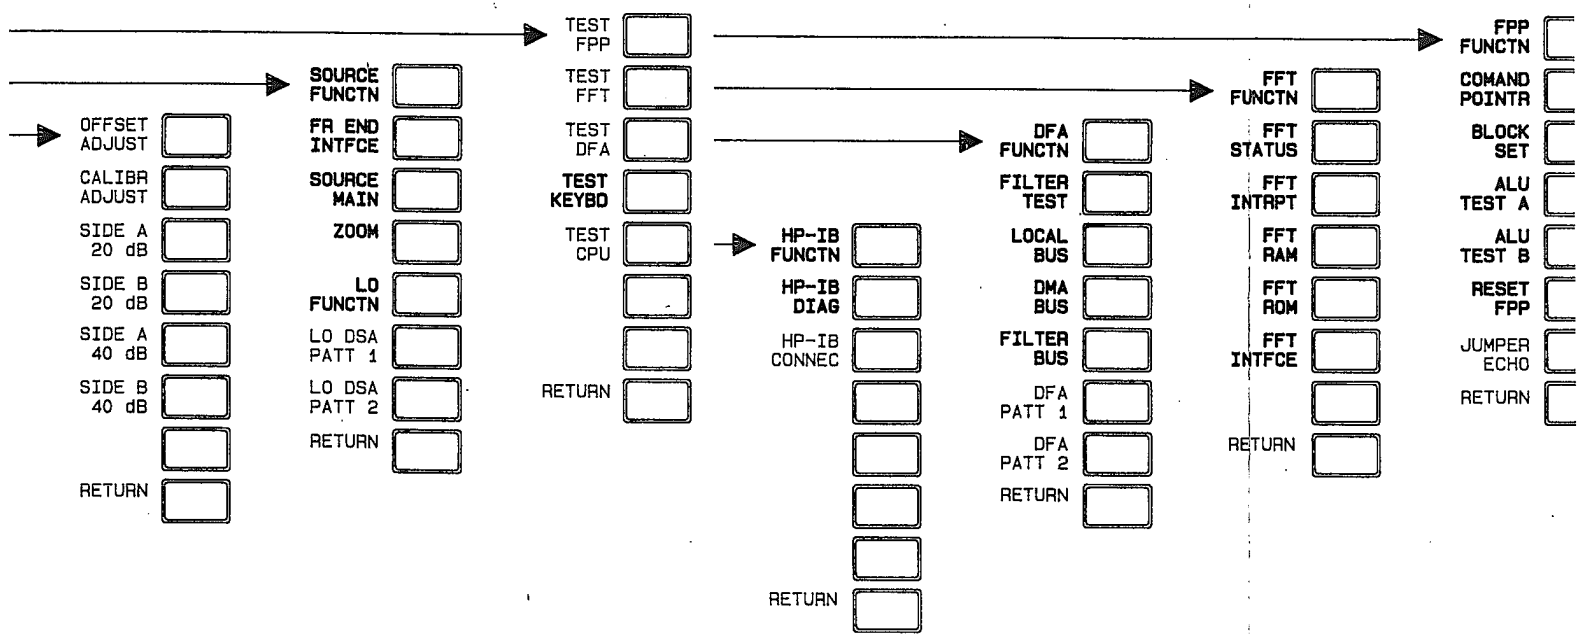 OFFSET
ADJUST
CALIBR
ADJUST
SIDE A
20 dB
SIDE B
20 dB
SIDE A
40 dB
SIDE B
40 dB
RETURN
SOURCE
FUNCTN
FR END
INTFCE
SOURCE
MAIN
ZOOM
LO
FUNCTN
LO DSA
PATT 1
LO DSA
PATT 2
RETURN
TEST
FPP
TEST
FFT
TEST
DFA
TEST
KEYBD
TEST
CPU
RETURN
HP-IB
FUNCTN
HP-IB
DIAG
HP-IB
CONNEC
RETURN
DFA
FUNCTN
FILTER
TEST
LOCAL
BUS
DMA
BUS
FILTER
BUS
DFA
PATT 1
DFA
PATT 2
RETURN
FFT
FUNCTN
FFT
STATUS
FFT
INTRPT
FFT
RAM
FFT
ROM
FFT
INTFCE
RETURN
FPP
FUNCTN
COMAND
POINTR
BLOCK
SET
ALU
TEST A
ALU
TEST B
RESET
FPP
JUMPER
ECHO
RETURN